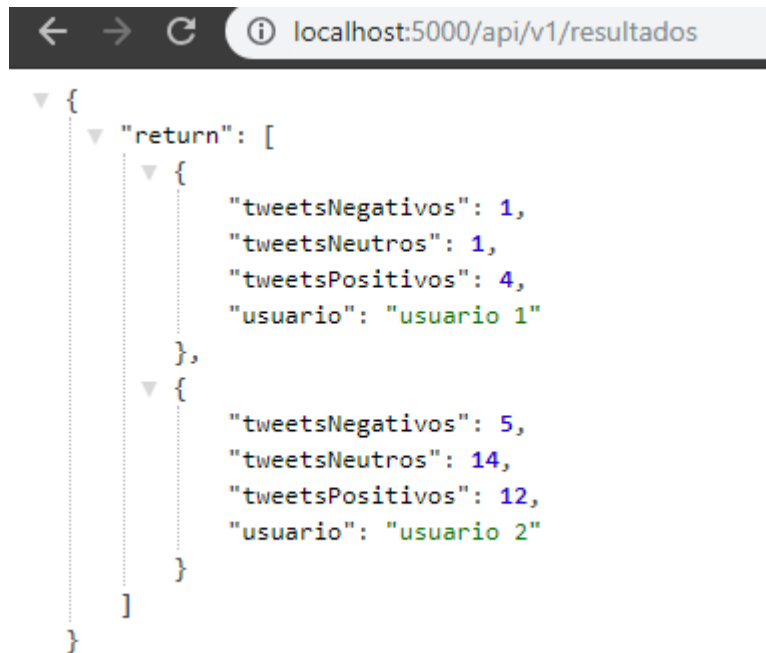 localhost:5000/api/v1/resultados
{
"return": [
{
"tweetsNegativos": 1,
"tweetsNeutros": 1,
"tweetsPositivos": 4,
"usuario": "usuario 1"
},
{
"tweetsNegativos": 5,
"tweetsNeutros": 14,
"tweetsPositivos": 12,
"usuario": "usuario 2"
}
]
}